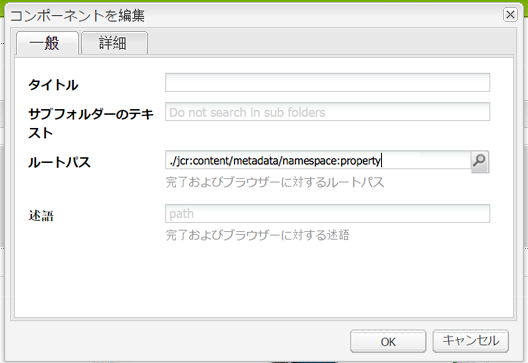 コンポーネントを編集
一般
詳細
タイトル
サブフォルダーのテキ
スト
Do not search in sub folders
ルートパス
./jcr:content/metadata/namespace:property
完了およびブラウザーに対するルートパス
述語
path
完了およびブラウザーに対する述語
OK
キャンセル